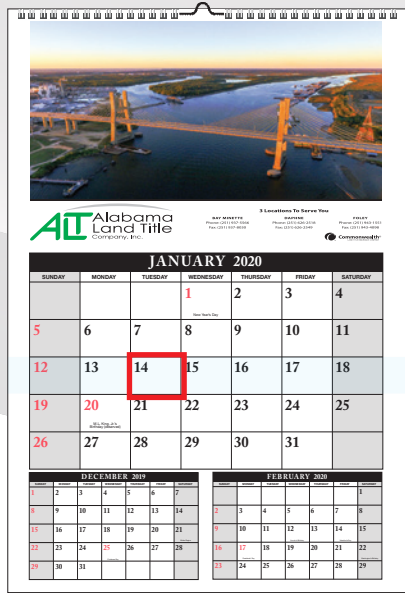 ALT Alabama
Land Title
Company, Inc.
3 Locations To Serve You
BAY MINETTE DAPHNE FOLEY
Commonwealth
JANUARY 2020
SUNDAY MONDAY TUESDAY WEDNESDAY THURSDAY FRIDAY SATURDAY
1 2 3 4
New Year's Day
5 6 7 8 9 10 11
12 13 14 15 16 17 18
19 20 21 22 23 24 25
M.L. King, Jr.'s
Birthday (observed)
26 27 28 29 30 31
DECEMBER 2019
1 2 3 4 5 6 7
8 9 10 11 12 13 14
15 16 17 18 19 20 21
22 23 24 25 26 27 28
29 30 31
FEBRUARY 2020
1
2 3 4 5 6 7 8
9 10 11 12 13 14 15
16 17 18 19 20 21 22
23 24 25 26 27 28 29